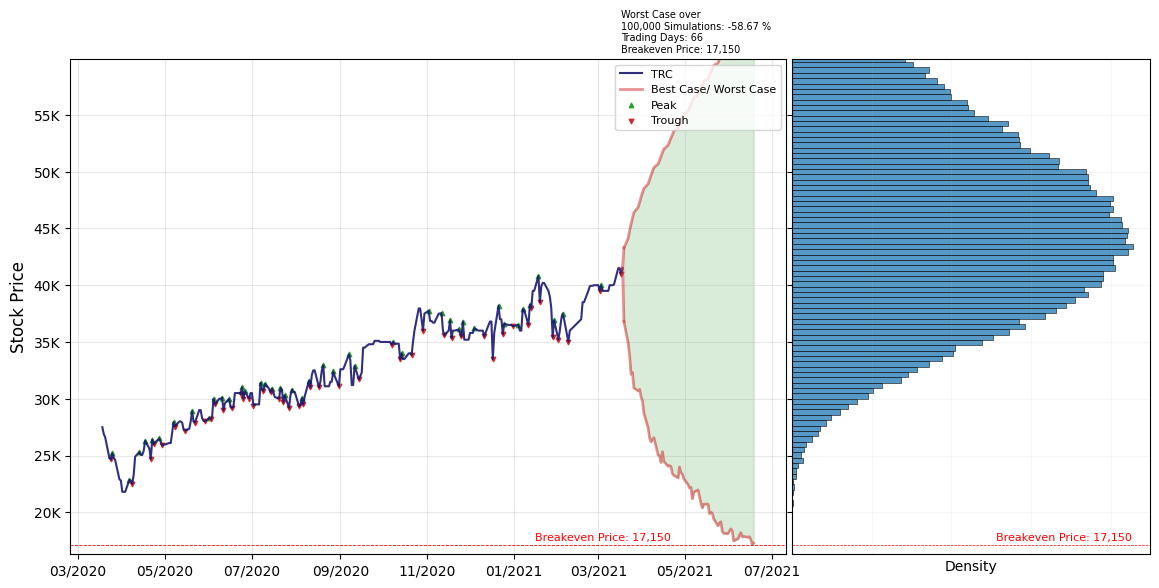 Worst Case over
100,000 Simulations: -58.67 %
Trading Days: 66
Breakeven Price: 17,150
TRC
Best Case/ Worst Case
Peak
Trough
55K
50K
45K
40K
35K
30K
25K
20K
Stock Price
Breakeven Price: 17,150
Breakeven Price: 17,150
03/2020 05/2020 07/2020 09/2020 11/2020 01/2021 03/2021 05/2021 07/2021
Density